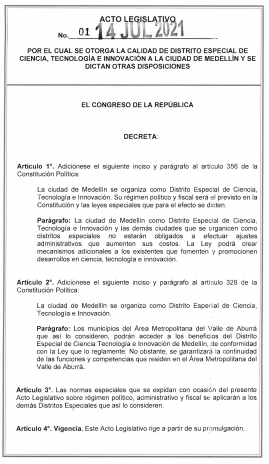 ACTO LEGISLATIVO
No. 01 14 JUL 2021
POR EL CUAL SE OTORGA LA CALIDAD DE DISTRITO ESPECIAL DE
CIENCIA, TECNOLOGÍA E INNOVACIÓN A LA CIUDAD DE MEDELLÍN Y SE
DICTAN OTRAS DISPOSICIONES
EL CONGRESO DE LA REPÚBLICA
DECRETA:
Artículo 1°. Adiciónese el siguiente inciso y parágrafo al artículo 356 de la
Constitución Política:
La ciudad de Medellín se organiza como Distrito Especial de Ciencia,
Tecnología e Innovación. Su régimen político y fiscal será el previsto en la
Constitución y las leyes especiales que para el efecto se dicten.
Parágrafo: La ciudad de Medellín como Distrito Especial de Ciencia,
Tecnología e Innovación y las demás ciudades que se organicen como
distritos especiales no estarán obligados a efectuar ajustes
administrativos que aumenten sus costos. La Ley podrá crear
mecanismos adicionales a los existentes que fomenten y promocionen
desarrollos en ciencia, tecnología e innovación.
Artículo 2°. Adiciónese el siguiente inciso y parágrafo al artículo 328 de la
Constitución Política:
La ciudad de Medellín se organiza como Distrito Especial de Ciencia,
Tecnología e Innovación.
Parágrafo: Los municipios del Área Metropolitana del Valle de Aburrá
que así lo consideren, podrán acceder a los beneficios del Distrito
Especial de Ciencia Tecnología e Innovación de Medellín, de conformidad
con la Ley que lo reglamente. No obstante, se garantizará la continuidad
de las funciones y competencias que residen en el Área Metropolitana del
Valle de Aburrá.
Artículo 3°. Las normas especiales que se expidan con ocasión del presente
Acto Legislativo sobre régimen político, administrativo y fiscal se aplicarán a los
demás Distritos Especiales que así lo consideren.
Artículo 4°. Vigencia. Este Acto Legislativo rige a partir de su promulgación.